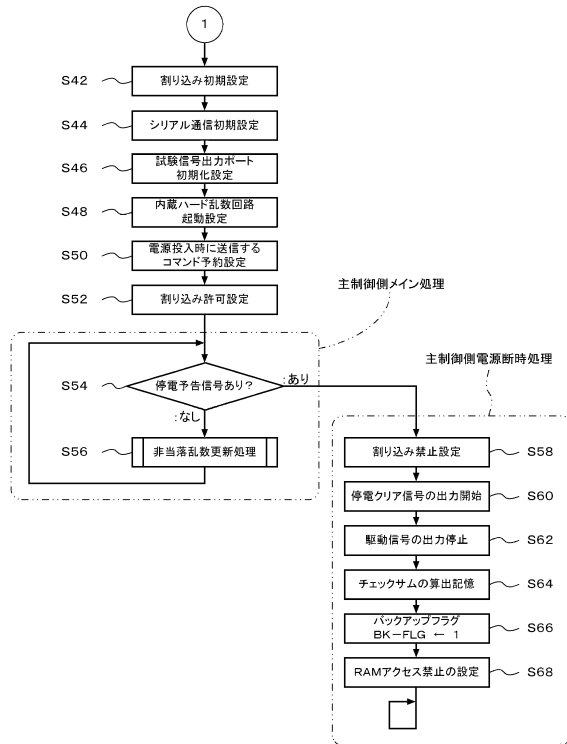 1
S42
割り込み初期設定
S44
シリアル通信初期設定
S46
試験信号出力ポート
初期化設定
S48
内蔵ハード乱数回路
起動設定
S50
電源投入時に送信する
コマンド予約設定
S52
割り込み許可設定
主制御側メイン処理
主制御側電源断時処理
S54
停電予告信号あり?
:あり
:なし
S56
非当落乱数更新処理
割り込み禁止設定
S58
停電クリア信号の出力開始
S60
駆動信号の出力停止
S62
チェックサムの算出記憶
S64
バックアップフラグ
BK-FLG ← 1
S66
RAMアクセス禁止の設定
S68